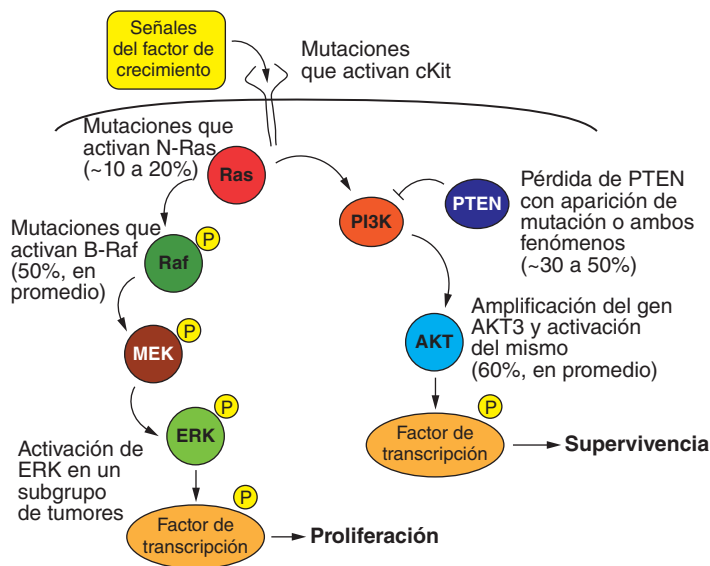 Señales
del factor de
crecimiento
Mutaciones
que activan cKit
Mutaciones que
activan N-Ras
(~10 a 20%)
Ras
Mutaciones que
activan B-Raf
(50%, en
promedio)
P
Raf
P
MEK
P
ERK
Activación de
ERK en un
subgrupo
de tumores
P
Factor de
transcripción
Proliferación
PI3K
PTEN
Pérdida de PTEN
con aparición de
mutación o ambos
fenómenos
(~30 a 50%)
AKT
Amplificación del gen
AKT3 y activación
del mismo
(60%, en promedio)
P
Factor de
transcripción
Supervivencia